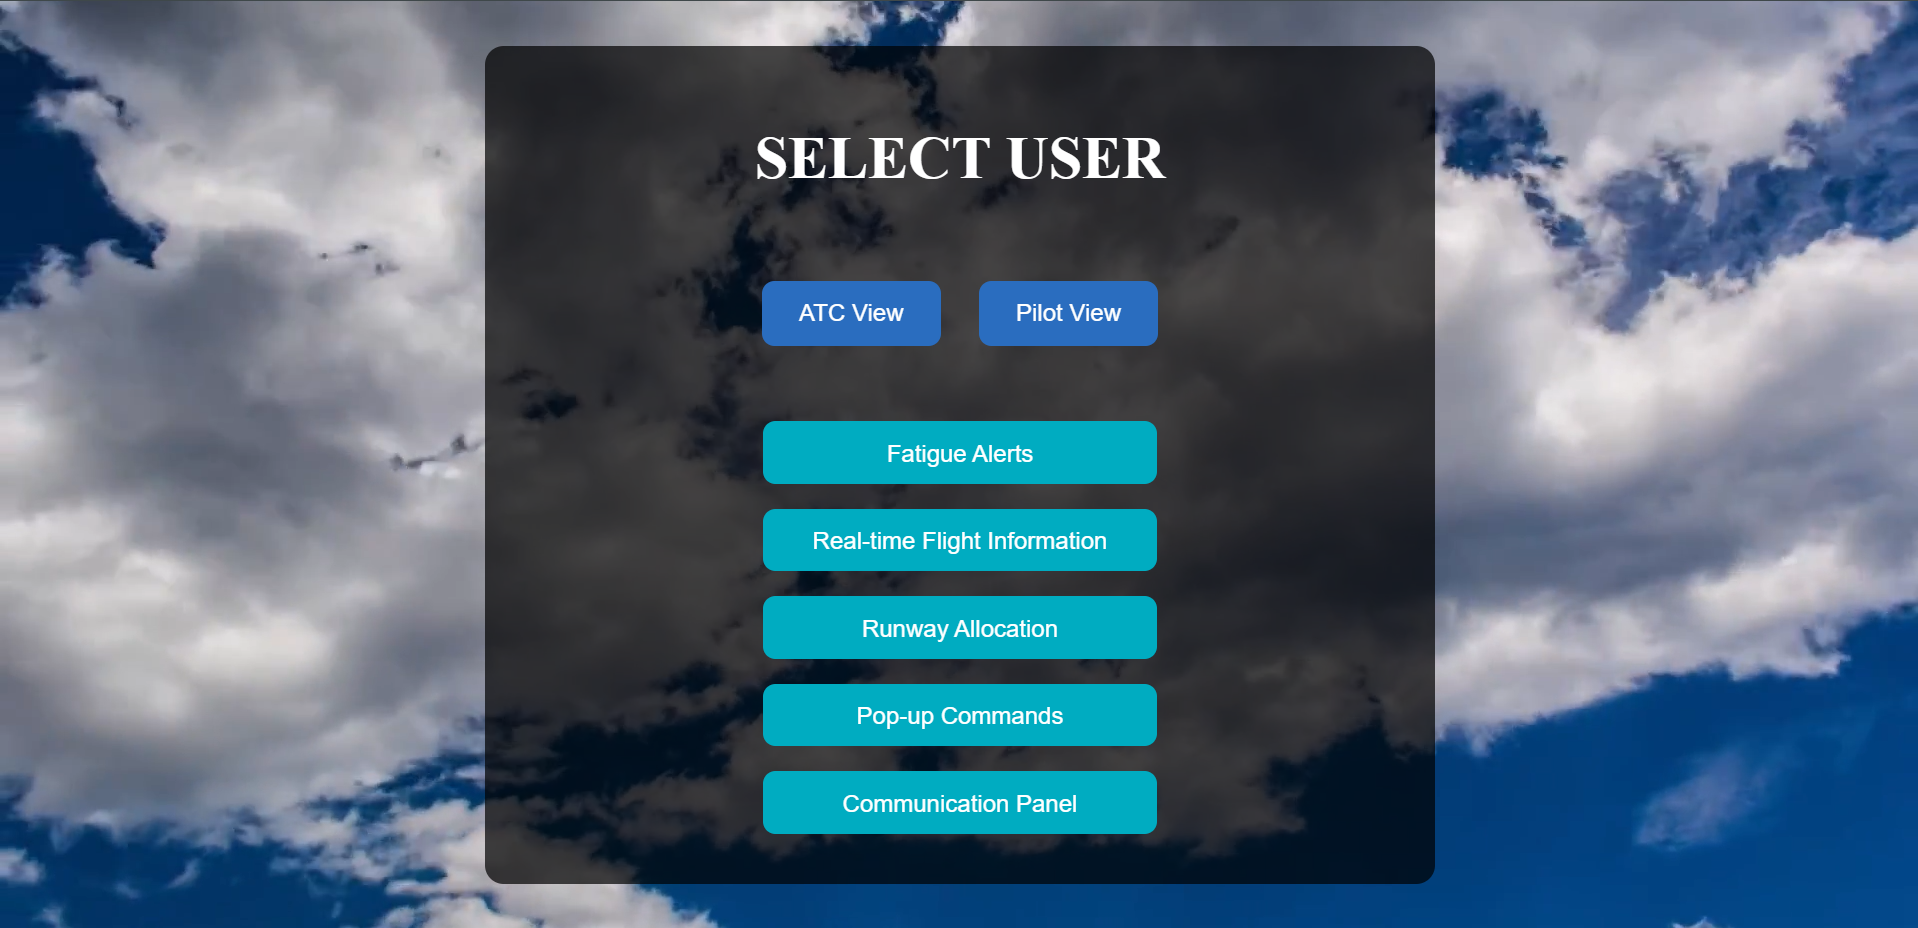 SELECT USER
ATC View
Pilot View
Fatigue Alerts
Real-time Flight Information
Runway Allocation
Pop-up Commands
Communication Panel